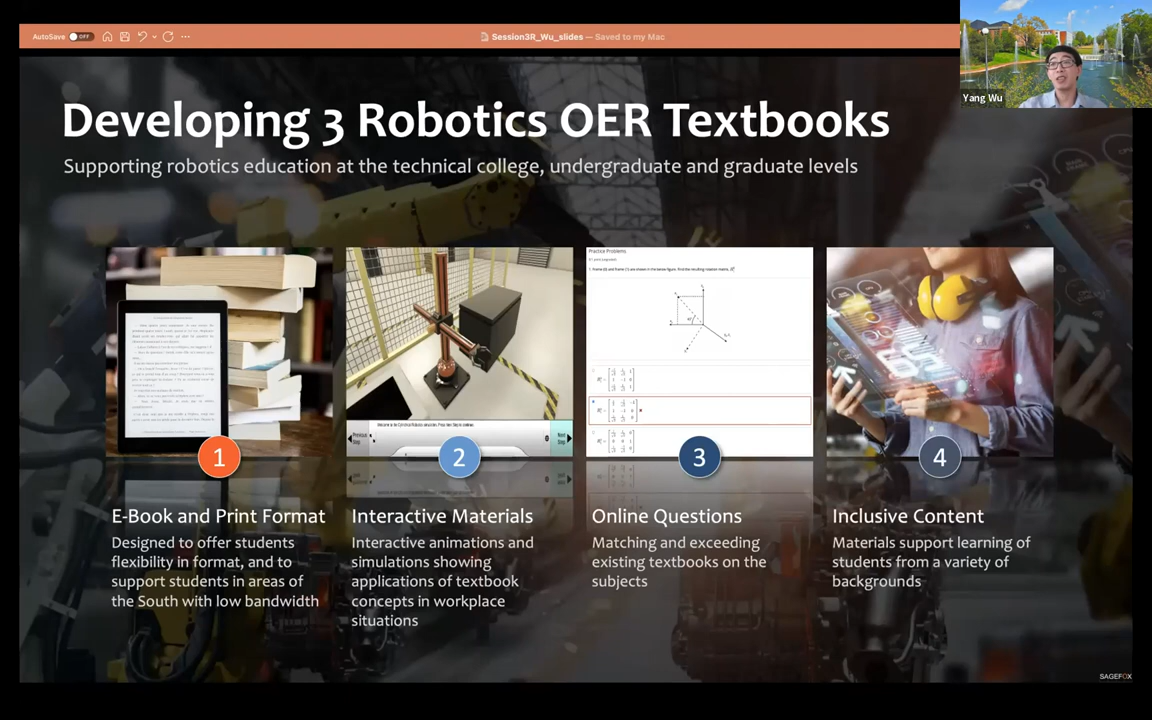 AutoSave OFF
Session3R_Wu_slides — Saved to my Mac
Yang Wu
Developing 3 Robotics OER Textbooks
Supporting robotics education at the technical college, undergraduate and graduate levels
Practice Problems
Previous Step
Next Step
1
2
3
4
E-Book and Print Format
Designed to offer students
flexibility in format, and to
support students in areas of
the South with low bandwidth
Interactive Materials
Interactive animations and
simulations showing
applications of textbook
concepts in workplace
situations
Online Questions
Matching and exceeding
existing textbooks on the
subjects
Inclusive Content
Materials support learning of
students from a variety of
backgrounds
SAGEFOX